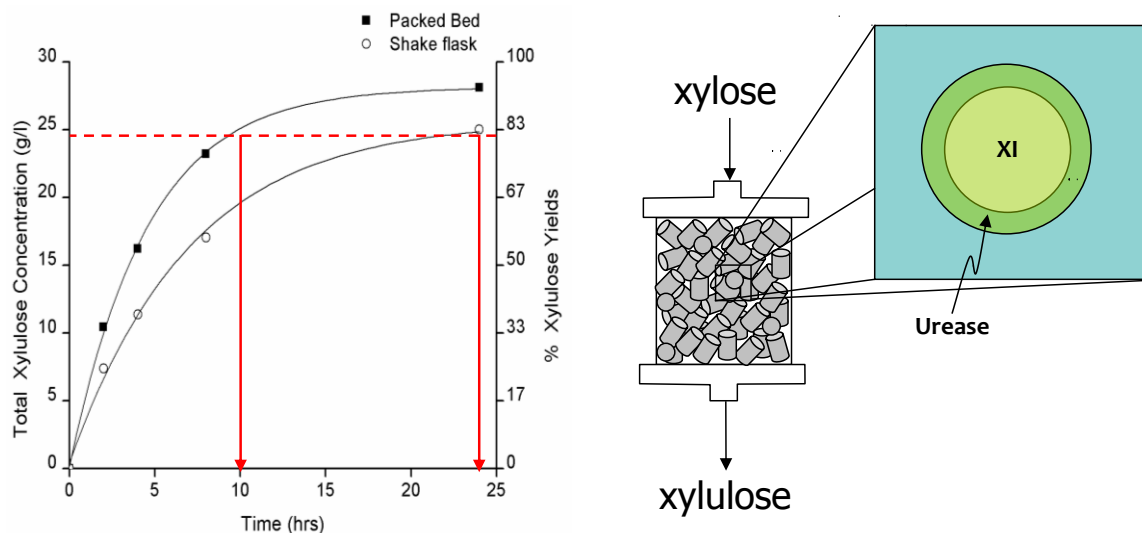 Packed Bed
Shake flask
30
25
20
15
10
5
0
Total Xylulose Concentration (g/l)
100
83
67
50
33
17
0
% Xylulose Yields
0 5 10 15 20 25
Time (hrs)
xylose
xylulose
XI
Urease